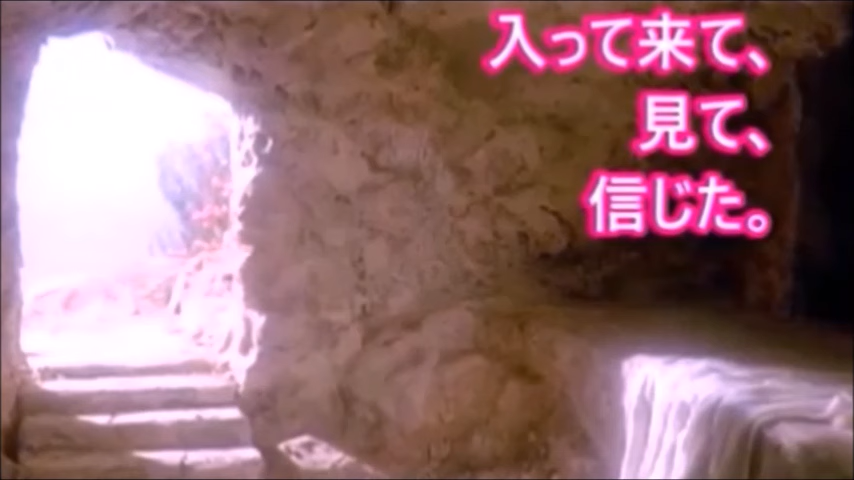 入って来て、
見て、
信じた。